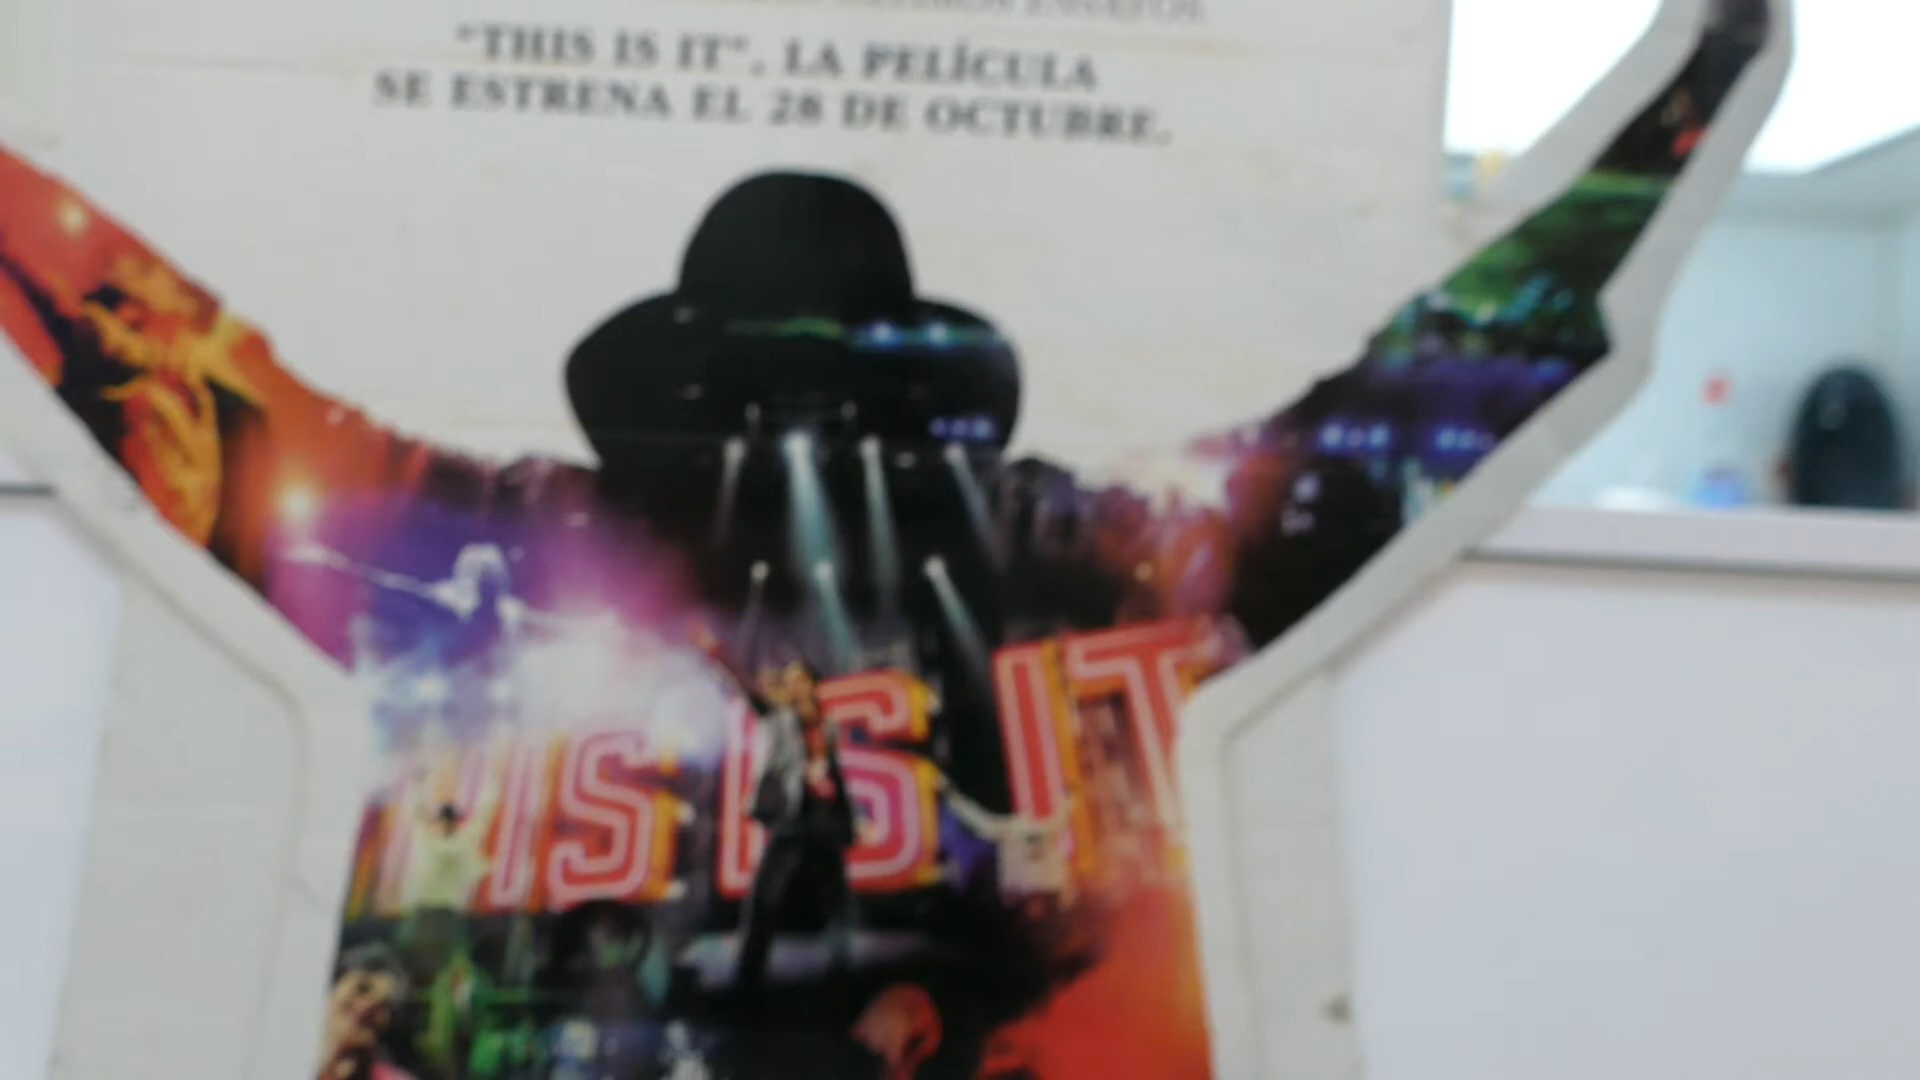 "THIS IS IT". LA PELÍCULA
SE ESTRENA EL 28 DE OCTUBRE.
IS IS IT